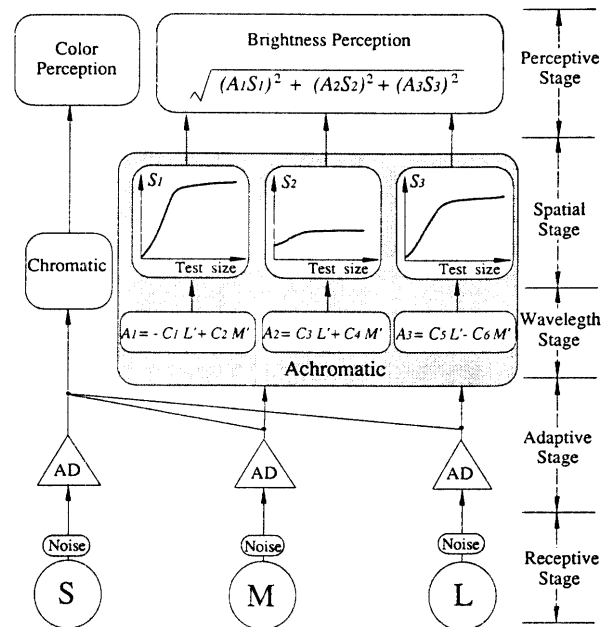 Color
Perception
Brightness Perception
√(A1S1)² + (A2S2)² + (A3S3)²
Perceptive
Stage
S1
S2
S3
Test size
Test size
Test size
Spatial
Stage
Chromatic
A1= - C1 L'+ C2 M'
A2= C3 L'+ C4 M'
A3= C5 L'- C6 M'
Wavelegth
Stage
Achromatic
Adaptive
Stage
AD
AD
AD
Noise
Noise
Noise
Receptive
Stage
S
M
L